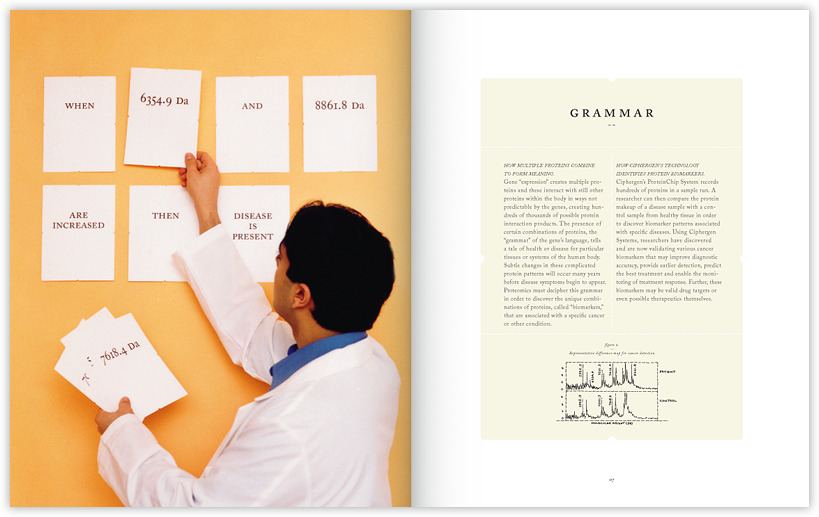 WHEN
6354.9 Da
AND
8861.8 Da
ARE
INCREASED
THEN
DISEASE
IS
PRESENT
7618.4 Da
GRAMMAR
HOW MULTIPLE PROTEINS COMBINE
TO FORM MEANING.
Gene "expression" creates multiple pro-
teins and these interact with still other
proteins within the body in ways not
predictable by the genes, creating hun-
dreds of thousands of possible protein
interaction products. The presence of
certain combinations of proteins, the
"grammar" of the gene's language, tells
a tale of health or disease for particular
tissues or systems of the human body.
Subtle changes in these complicated
protein patterns will occur many years
before disease symptoms begin to appear.
Proteomics must decipher this grammar
in order to discover the unique combi-
nations of proteins, called "biomarkers,"
that are associated with a specific cancer
or other condition.
HOW CIPHERGEN'S TECHNOLOGY
IDENTIFIES PROTEIN BIOMARKERS.
Ciphergen's ProteinChip System records
hundreds of proteins in a sample run. A
researcher can then compare the protein
makeup of a disease sample with a con-
trol sample from healthy tissue in order
to discover biomarker patterns associated
with specific diseases. Using Ciphergen
Systems, researchers have discovered
and are now validating various cancer
biomarkers that may improve diagnostic
accuracy, provide earlier detection, predict
the best treatment and enable the moni-
toring of treatment response. Further, these
biomarkers may be valid drug targets or
even possible therapeutics themselves.
Representative difference map for cancer detection.
PATIENT
CONTROL
MOLECULAR WEIGHT (DA)